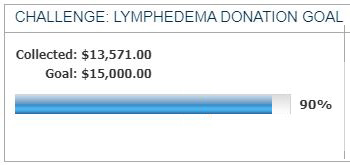 CHALLENGE: LYMPHEDEMA DONATION GOAL
Collected: $13,571.00
Goal: $15,000.00
90%